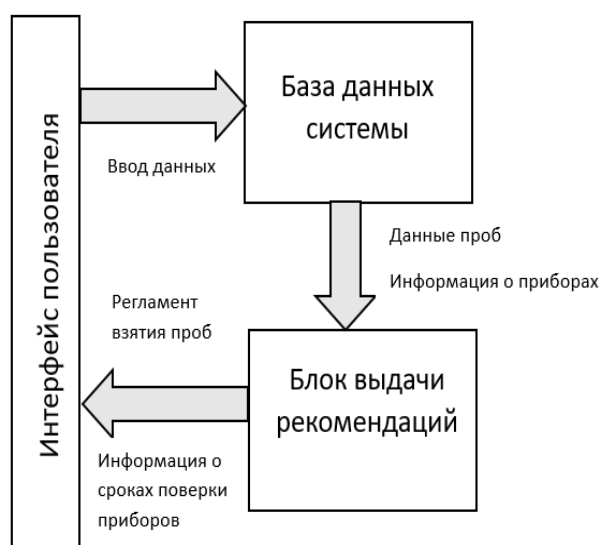 Интерфейс пользователя
База данных
системы
Ввод данных
Данные проб
Информация о приборах
Регламент
взятия проб
Блок выдачи
рекомендаций
Информация о
сроках поверки
приборов